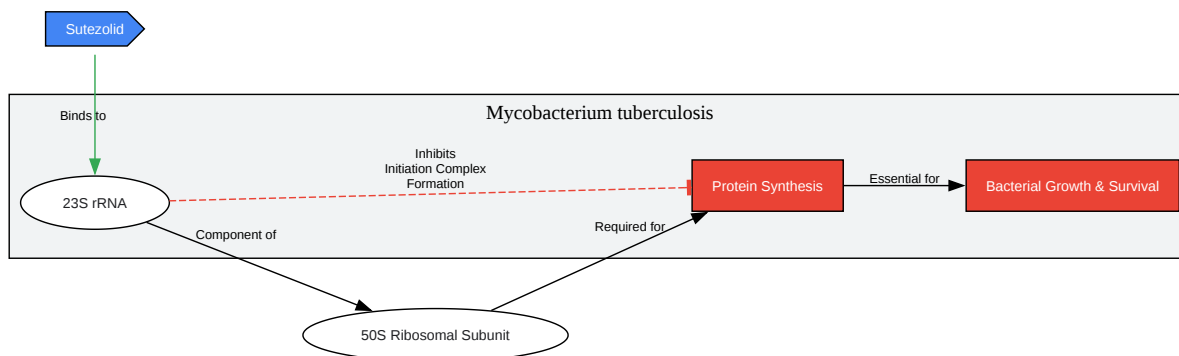 Sutezolid
Binds to
Mycobacterium tuberculosis
Inhibits
Initiation Complex
Formation
23S rRNA
Protein Synthesis
Essential for
Bacterial Growth & Survival
Component of
Required for
50S Ribosomal Subunit